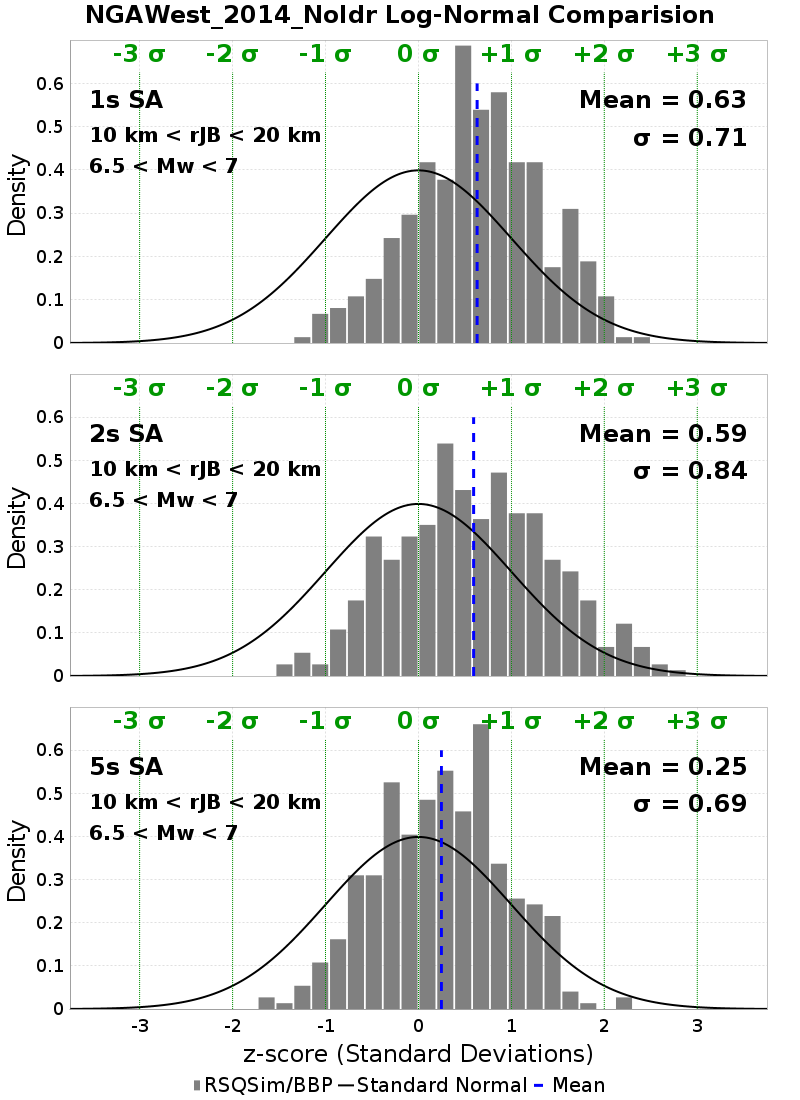 NGAWest_2014_NoIdr Log-Normal Comparision
-3 σ -2 σ -1 σ 0 σ +1 σ +2 σ +3 σ
1s SA
10 km < rJB < 20 km
6.5 < Mw < 7
Mean = 0.63
σ = 0.71
Density
0.6
0.5
0.4
0.3
0.2
0.1
0
-3 σ -2 σ -1 σ 0 σ +1 σ +2 σ +3 σ
2s SA
10 km < rJB < 20 km
6.5 < Mw < 7
Mean = 0.59
σ = 0.84
Density
0.6
0.5
0.4
0.3
0.2
0.1
0
-3 σ -2 σ -1 σ 0 σ +1 σ +2 σ +3 σ
5s SA
10 km < rJB < 20 km
6.5 < Mw < 7
Mean = 0.25
σ = 0.69
Density
0.6
0.5
0.4
0.3
0.2
0.1
0
-3 -2 -1 0 1 2 3
z-score (Standard Deviations)
RSQSim/BBP Standard Normal Mean